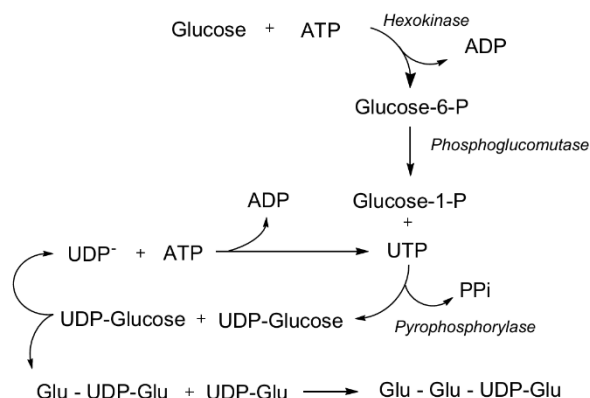 Glucose + ATP Hexokinase ADP
Glucose-6-P
Phosphoglucomutase
ADP Glucose-1-P
+
UDP- + ATP UTP
PPi
UDP-Glucose + UDP-Glucose Pyrophosphorylase
Glu - UDP-Glu + UDP-Glu Glu - Glu - UDP-Glu